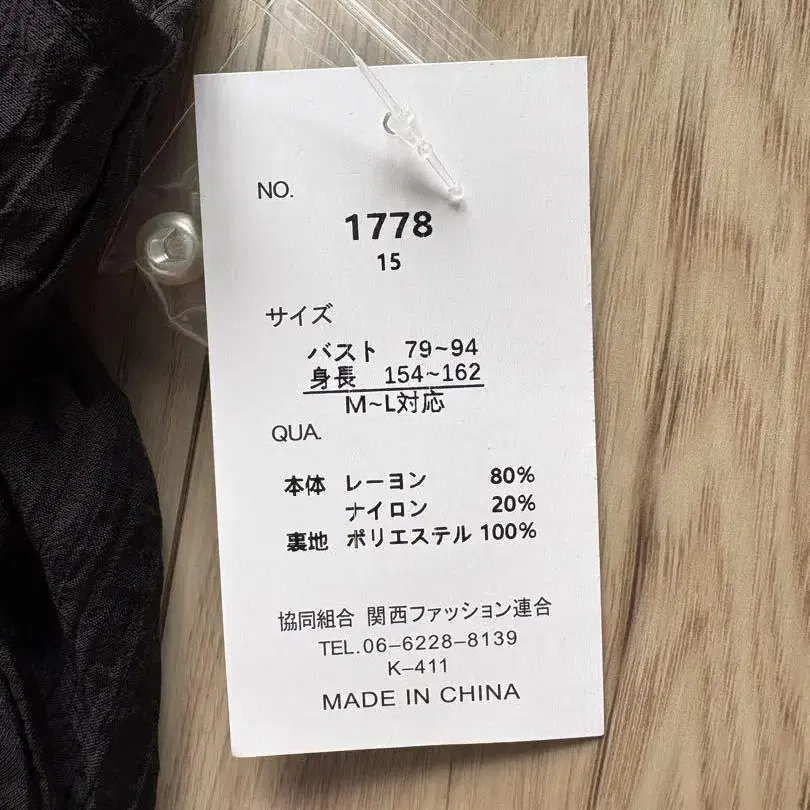 NO.
1778
15
サイズ
バスト 79~94
身長 154~162
M~L対応
QUA.
本体 レーヨン 80%
ナイロン 20%
裏地 ポリエステル 100%
協同組合 関西ファッション連合
TEL.06-6228-8139
K-411
MADE IN CHINA